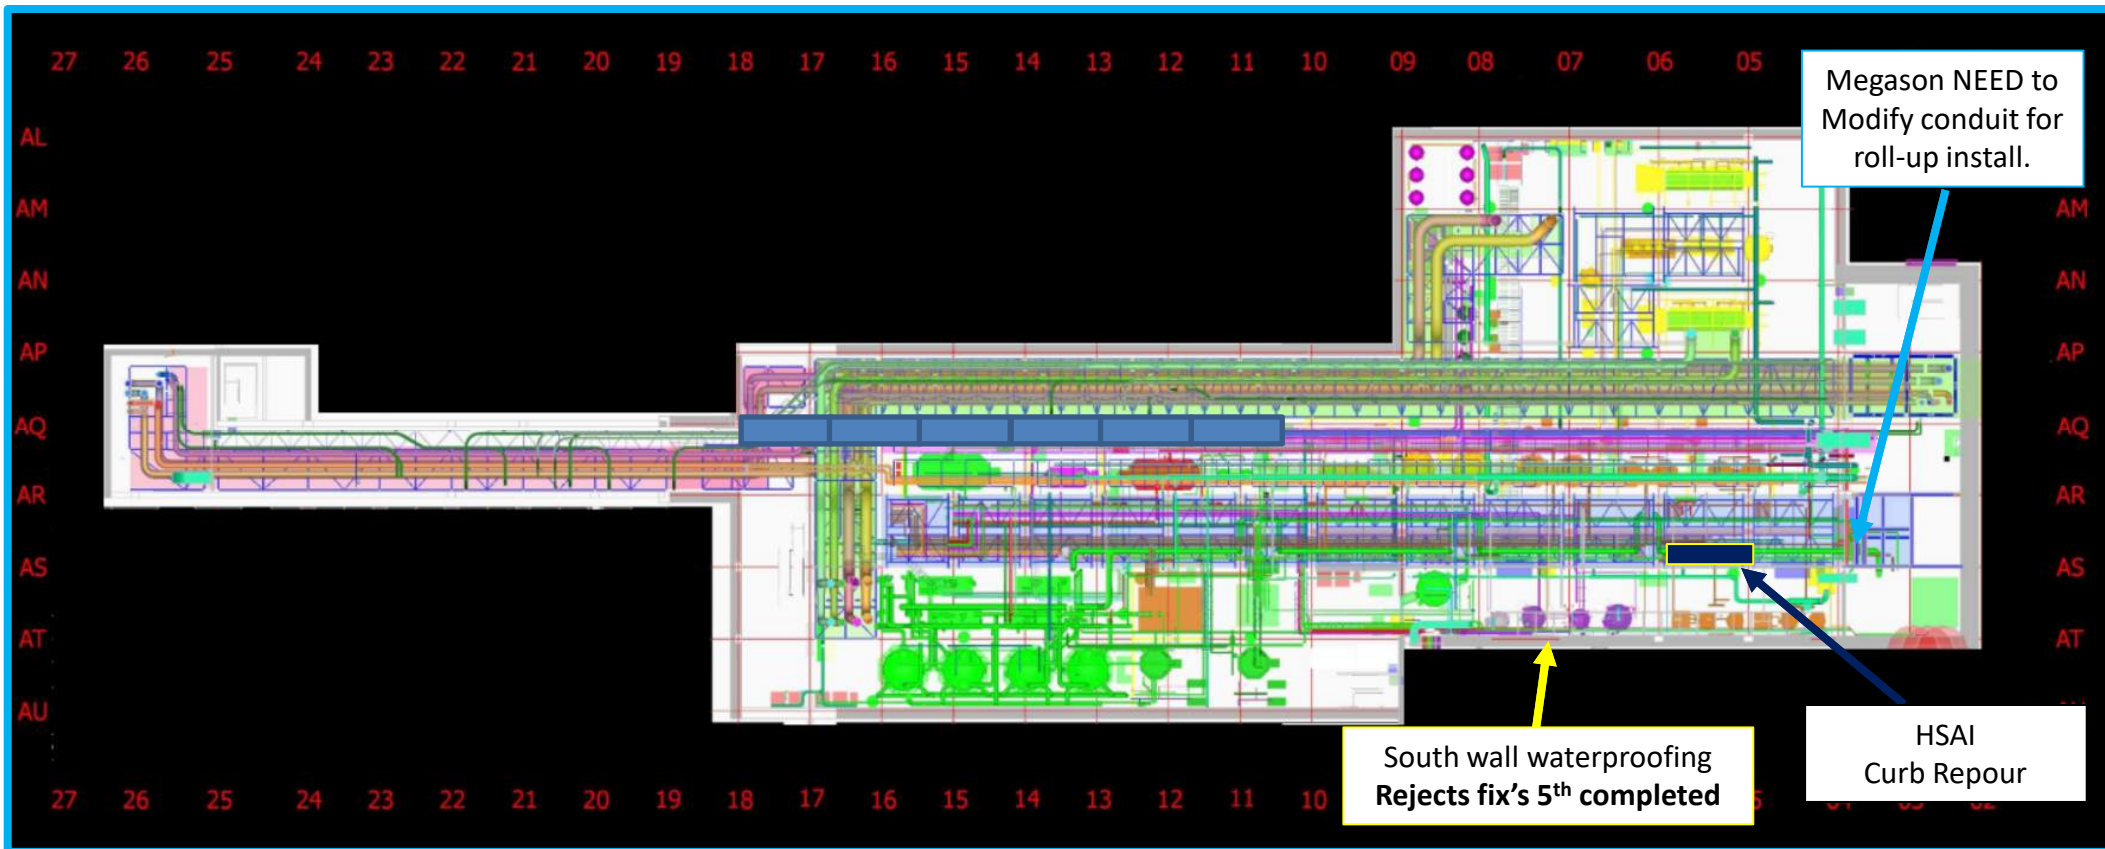 27 26 25 24 23 22 21 20 19 18 17 16 15 14 13 12 11 10 09 08 07 06 05
Megason NEED to
Modify conduit for
roll-up install.
AL
AM AM
AN AN
AP AP
AQ AQ
AR AR
AS AS
AT AT
AU
HSAI
Curb Repour
South wall waterproofing
Rejects fix's 5th completed
27 26 25 24 23 22 21 20 19 18 17 16 15 14 13 12 11 10